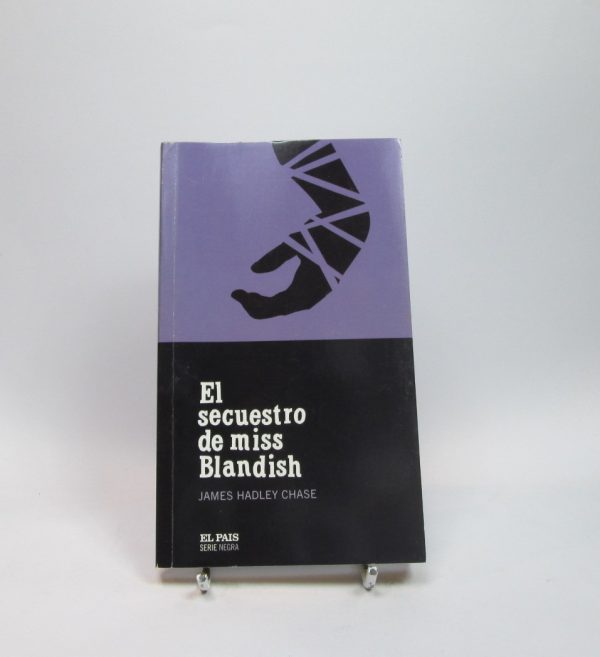 El
secuestro
de miss
Blandish
JAMES HADLEY CHASE
EL PAIS
SERIE NEGRA